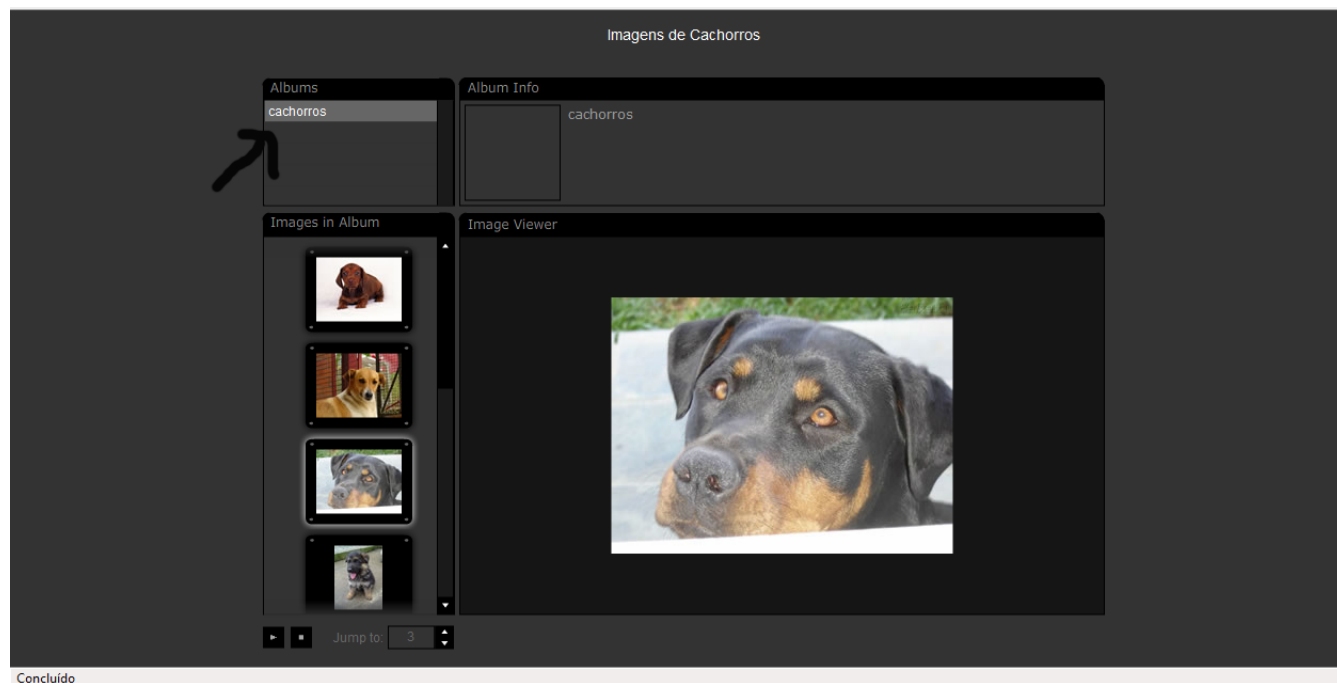 Imagens de Cachorros
Albums
cachorros
Album Info
cachorros
Images in Album
Image Viewer
Jump to: 3
Concluído